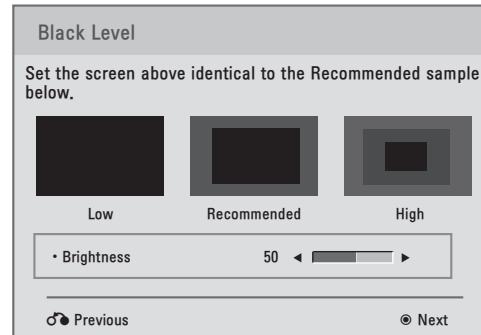 Black Level
Set the screen above identical to the Recommended sample
below.
Low Recommended High
• Brightness 50 ◄ ►
Previous ◉ Next